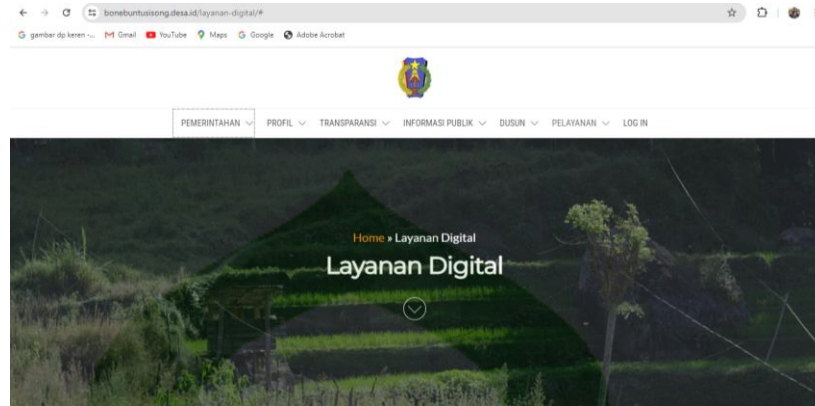 bonebuntusisong.desa.id/layanan-digital/#
gambar dp keren -... Gmail YouTube Maps Google Adobe Acrobat
PEMERINTAHAN PROFIL TRANSPARANSI INFORMASI PUBLIK DUSUN PELAYANAN LOG IN
Home » Layanan Digital
Layanan Digital